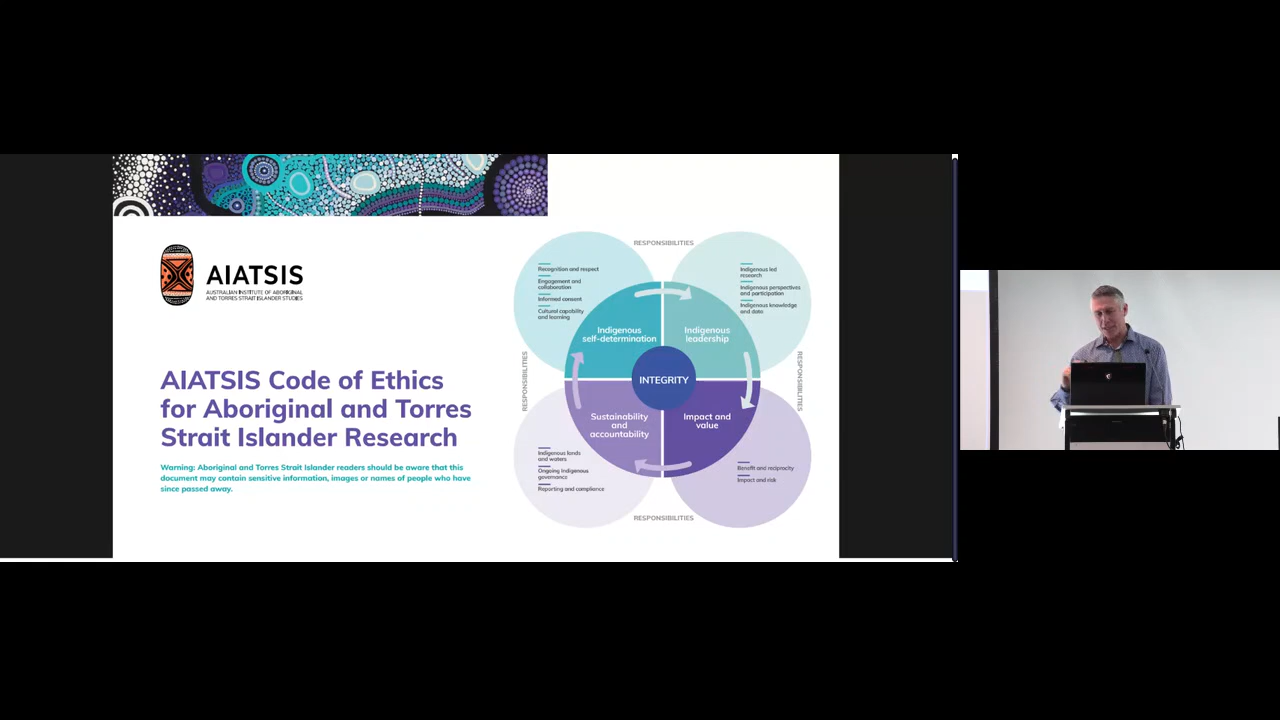 AIATSIS
AUSTRALIAN INSTITUTE OF ABORIGINAL
AND TORRES STRAIT ISLANDER STUDIES
AIATSIS Code of Ethics
for Aboriginal and Torres
Strait Islander Research
Warning: Aboriginal and Torres Strait Islander readers should be aware that this
document may contain sensitive information, images or names of people who have
since passed away.
RESPONSIBILITIES
Recognition and respect
Engagement and
collaboration
Informed consent
Cultural capability
and learning
Indigenous led
research
Indigenous perspectives
and participation
Indigenous knowledge
and data
Indigenous
self-determination
Indigenous
leadership
RESPONSIBILITIES
INTEGRITY
RESPONSIBILITIES
Sustainability
and
accountability
Impact and
value
Indigenous lands
and waters
Ongoing Indigenous
governance
Reporting and compliance
Benefit and reciprocity
Impact and risk
RESPONSIBILITIES